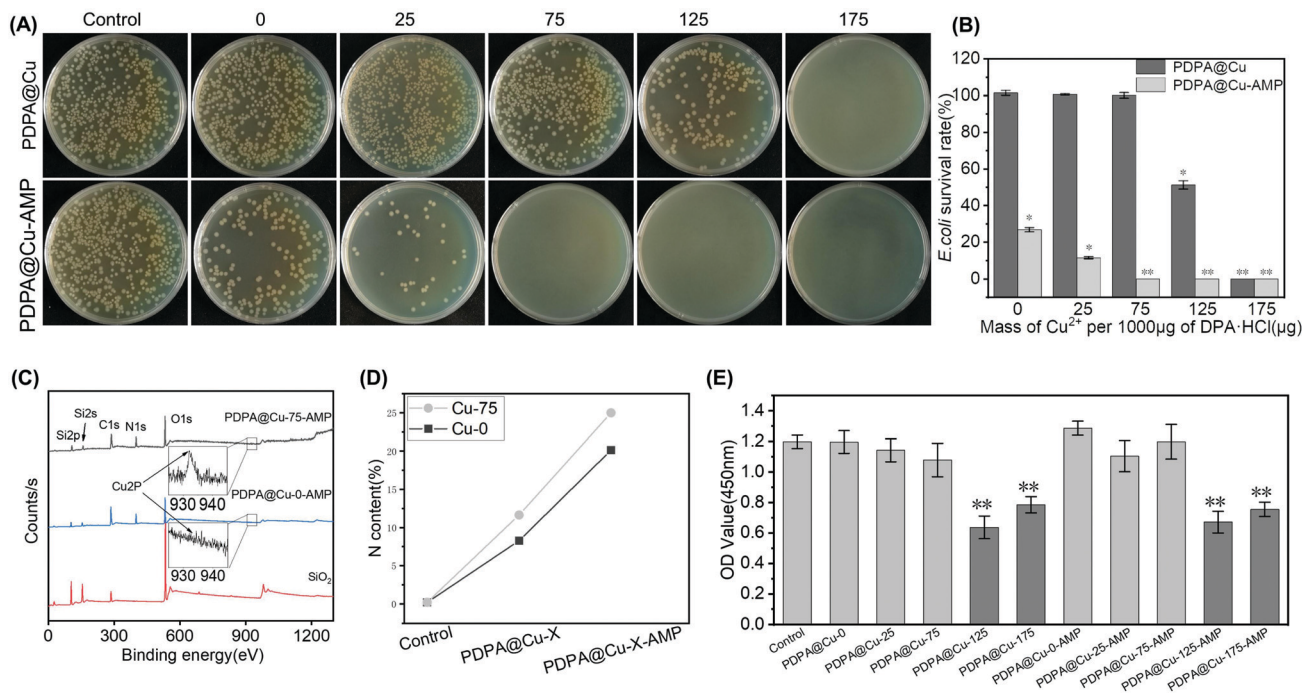 (A)
Control 0 25 75 125 175
PDPA@Cu
PDPA@Cu-AMP
(B)
120
100
80
60
40
20
0
E.coli survival rate(%)
PDPA@Cu
PDPA@Cu-AMP
* * ** * ** ** **
0 25 75 125 175
Mass of Cu²⁺ per 1000μg of DPA·HCl(μg)
(C)
Counts/s
Si2p
Si2s
C1s
N1s
O1s
PDPA@Cu-75-AMP
Cu2P
930 940
PDPA@Cu-0-AMP
930 940
SiO₂
0 300 600 900 1200
Binding energy(eV)
(D)
N content(%)
25
20
15
10
5
0
Cu-75
Cu-0
Control
PDPA@Cu-X
PDPA@Cu-X-AMP
(E)
OD Value(450nm)
1.4
1.2
1.0
0.8
0.6
0.4
0.2
0.0
** ** ** **
Control
PDPA@Cu-0
PDPA@Cu-25
PDPA@Cu-75
PDPA@Cu-125
PDPA@Cu-175
PDPA@Cu-0-AMP
PDPA@Cu-25-AMP
PDPA@Cu-75-AMP
PDPA@Cu-125-AMP
PDPA@Cu-175-AMP